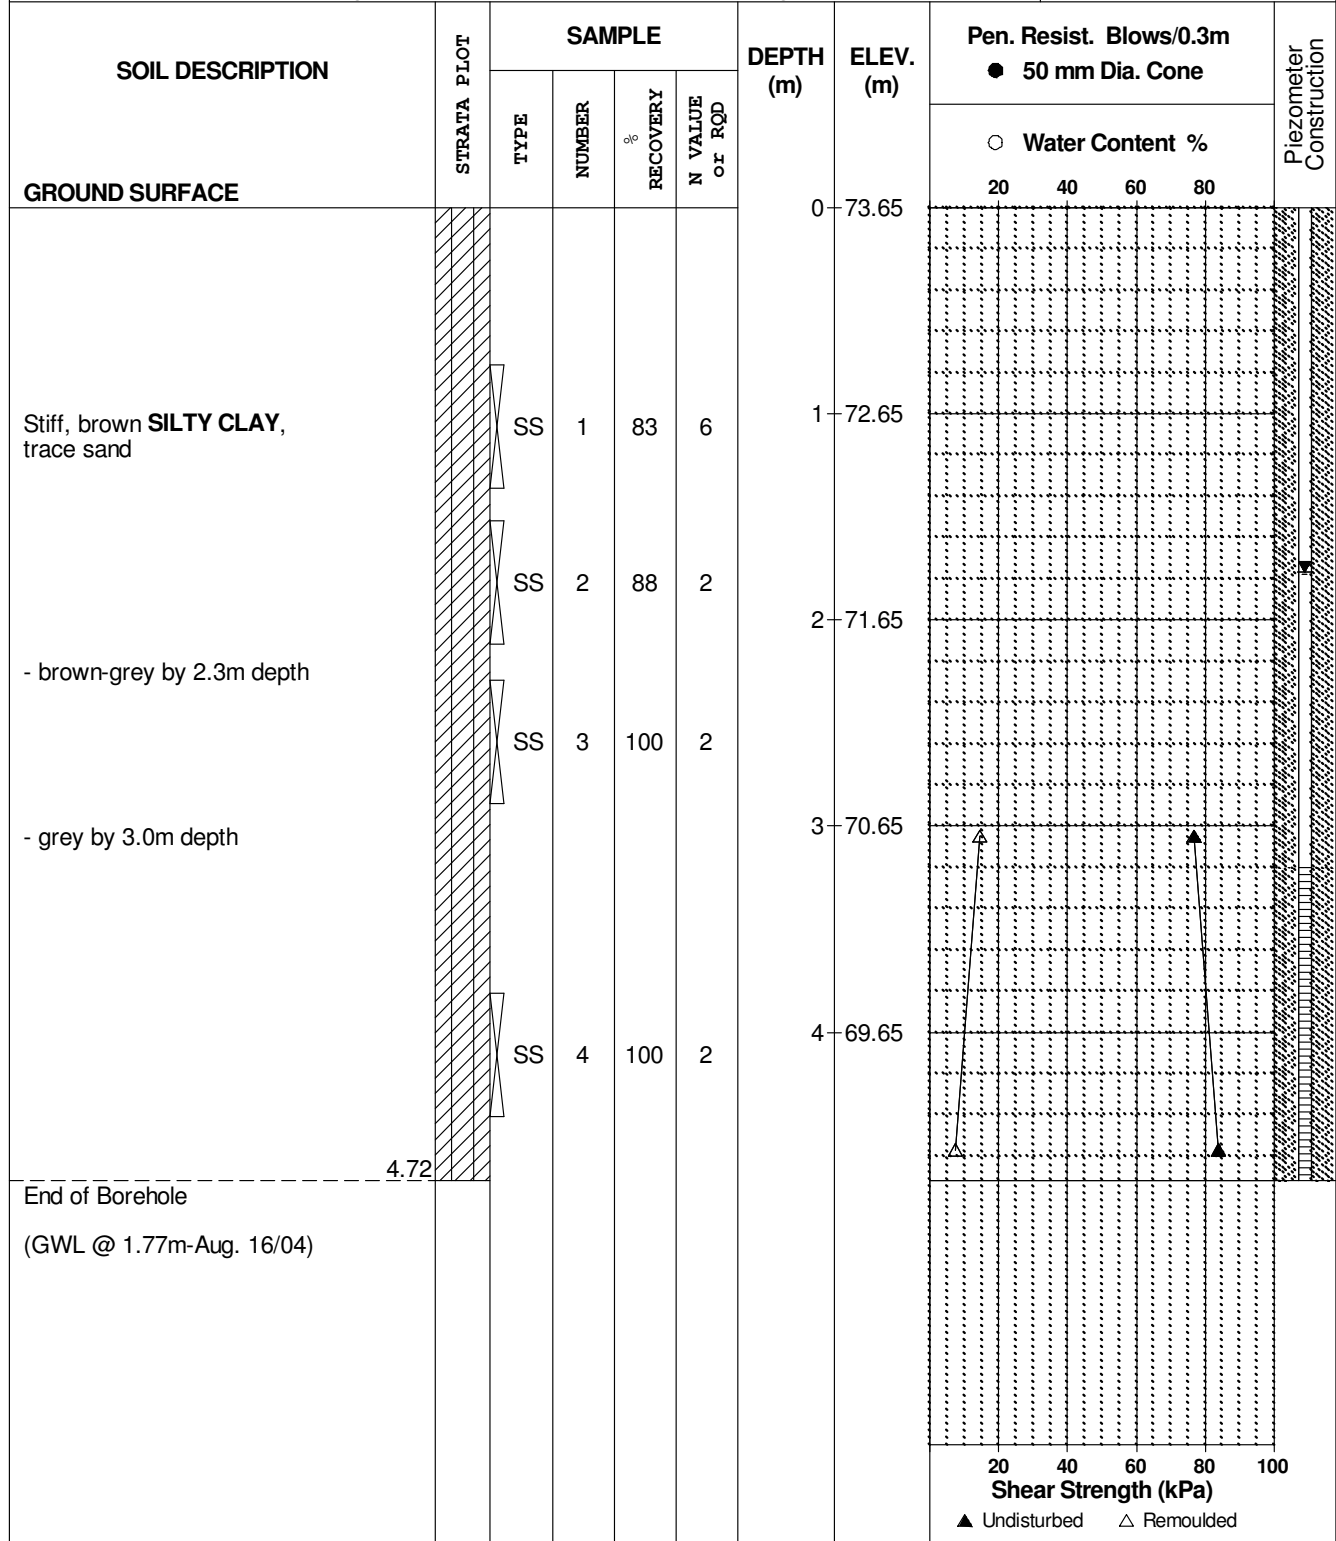 SOIL DESCRIPTION
GROUND SURFACE
STRATA PLOT
SAMPLE
TYPE
NUMBER
%
RECOVERY
N VALUE
or RQD
DEPTH
(m)
ELEV.
(m)
Pen. Resist. Blows/0.3m
● 50 mm Dia. Cone
○ Water Content %
20 40 60 80
Piezometer
Construction
0 73.65
Stiff, brown SILTY CLAY,
trace sand
SS 1 83 6
1 72.65
SS 2 88 2
2 71.65
- brown-grey by 2.3m depth
SS 3 100 2
3 70.65
- grey by 3.0m depth
4 69.65
SS 4 100 2
4.72
End of Borehole
(GWL @ 1.77m-Aug. 16/04)
20 40 60 80 100
Shear Strength (kPa)
▲ Undisturbed △ Remoulded